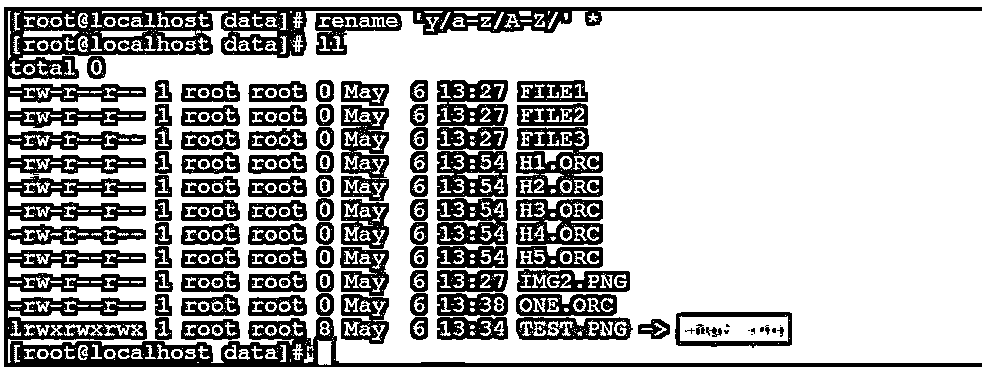 [root@localhost data]# rename 'y/a-z/A-Z/' *
[root@localhost data]# ll
total 0
-rw-r--r-- 1 root root 0 May  6 13:27 FILE1
-rw-r--r-- 1 root root 0 May  6 13:27 FILE2
-rw-r--r-- 1 root root 0 May  6 13:27 FILE3
-rw-r--r-- 1 root root 0 May  6 13:54 H1.ORC
-rw-r--r-- 1 root root 0 May  6 13:54 H2.ORC
-rw-r--r-- 1 root root 0 May  6 13:54 H3.ORC
-rw-r--r-- 1 root root 0 May  6 13:54 H4.ORC
-rw-r--r-- 1 root root 0 May  6 13:54 H5.ORC
-rw-r--r-- 1 root root 0 May  6 13:27 IMG2.PNG
-rw-r--r-- 1 root root 0 May  6 13:38 ONE.ORC
lrwxrwxrwx 1 root root 8 May  6 13:34 TEST.PNG ->
[root@localhost data]#